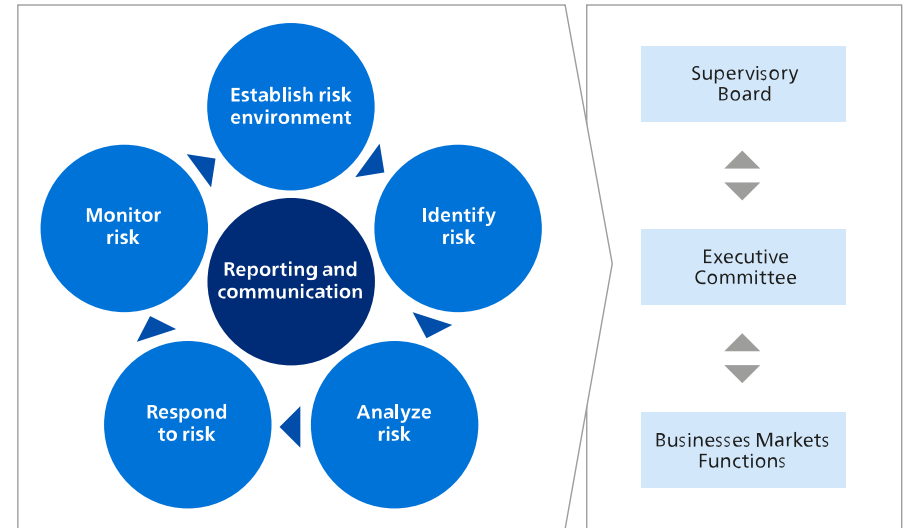 Establish risk
environment
Identify
risk
Analyze
risk
Respond
to risk
Monitor
risk
Reporting and
communication
Supervisory
Board
Executive
Committee
Businesses Markets
Functions